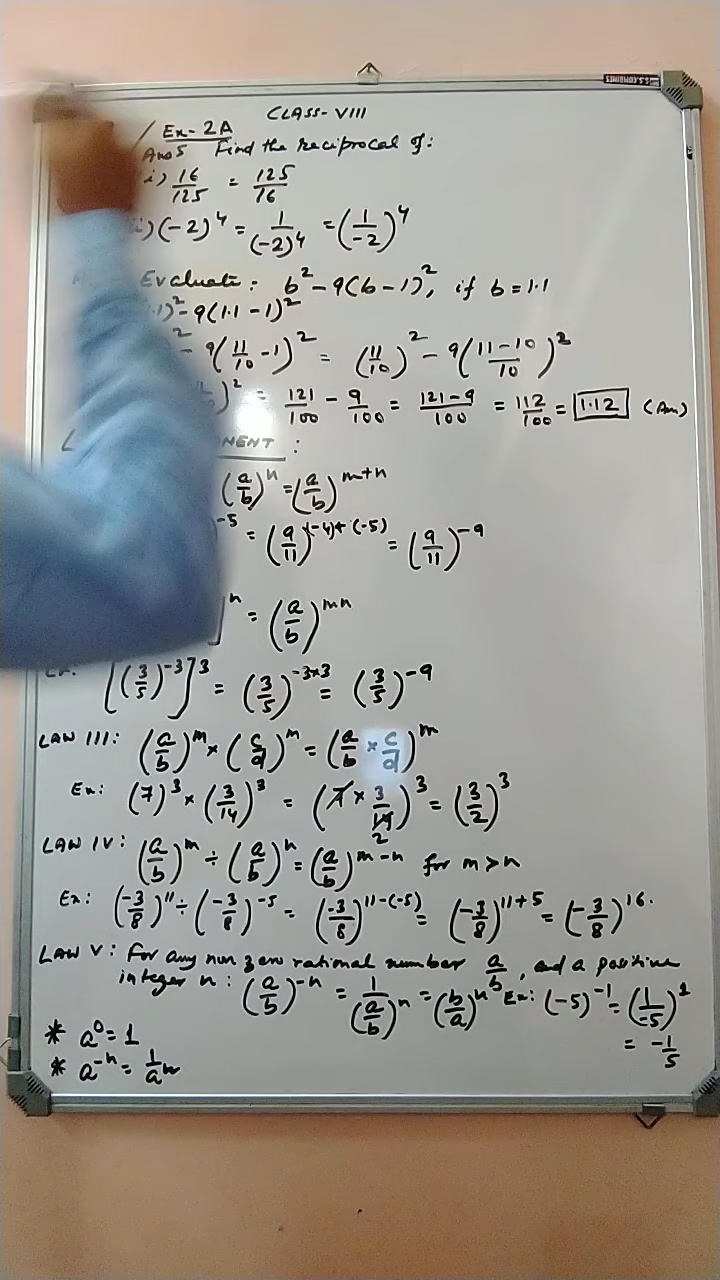 CLASS-VIII
Ex-2A
Ans 5 Find the reciprocal of:
i) 16/125 = 125/16
) (-2)^4 = 1/(-2)^4 = (1/-2)^4
Evaluate: b^2 - 9(b-1)^2, if b = 1.1
)^2 - 9(1.1 - 1)^2
^2 - 9(11/10 - 1)^2 = (11/10)^2 - 9((11-10)/10)^2
)^2 = 121/100 - 9/100 = (121-9)/100 = 112/100 = 1.12 (Ans)
NENT :
(a/b)^n = (a/b)^{m+n}
^{-5} = (9/11)^{(-4)+(-5)} = (9/11)^{-9}
]^n = (a/b)^{mn}
Ex: [(3/5)^{-3}]^3 = (3/5)^{-3×3} = (3/5)^{-9}
LAW III: (a/b)^m × (c/d)^m = (a/b × c/d)^m
Ex: (7)^3 × (3/14)^3 = (7 × 3/14 2)^3 = (3/2)^3
LAW IV: (a/b)^m ÷ (a/b)^n = (a/b)^{m-n} for m>n
Ex: (-3/8)^11 ÷ (-3/8)^{-5} = (-3/8)^{11-(-5)} = (-3/8)^{11+5} = (-3/8)^16.
LAW V: For any non zero rational number a/b, and a positive
integer n: (a/b)^{-n} = 1/(a/b)^n = (b/a)^n Ex: (-5)^{-1} = (1/-5)^1
= -1/5
* a^0 = 1
* a^{-n} = 1/a^n